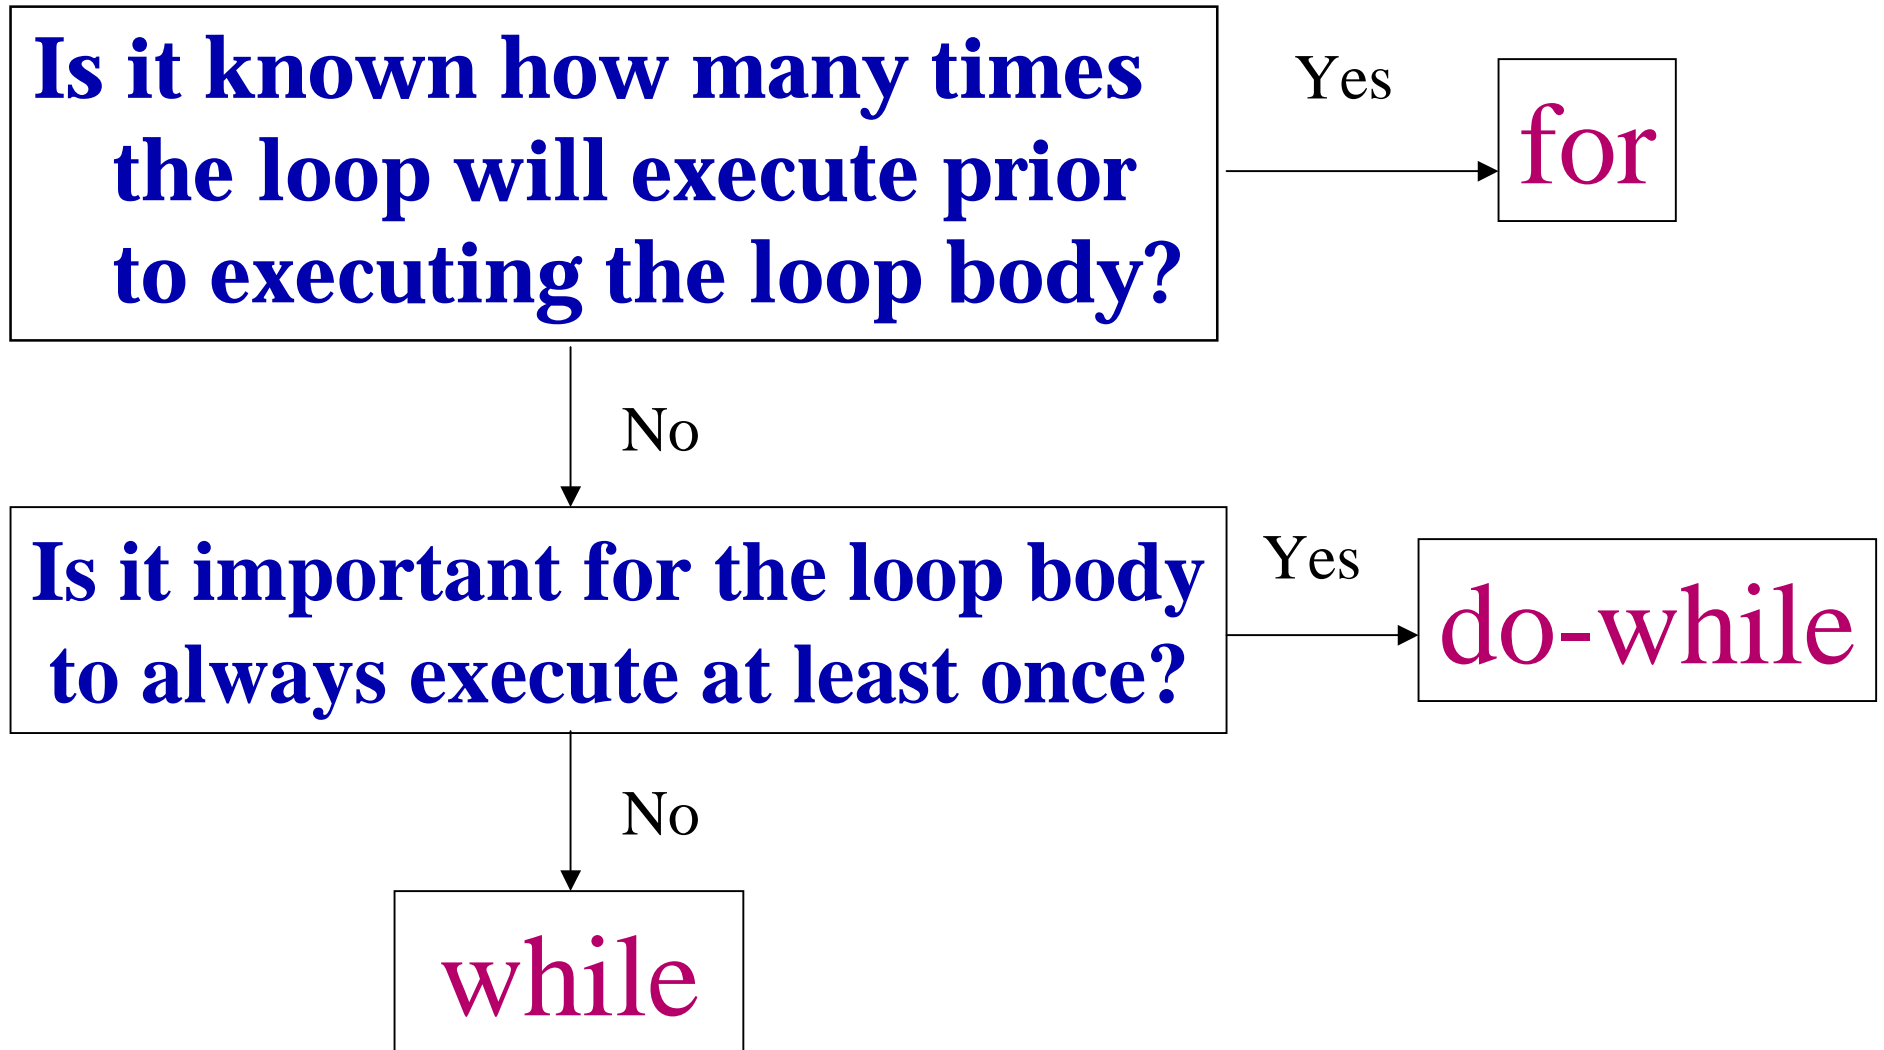 Is it known how many times
the loop will execute prior
to executing the loop body?
Yes
for
No
Is it important for the loop body
to always execute at least once?
Yes
do-while
No
while